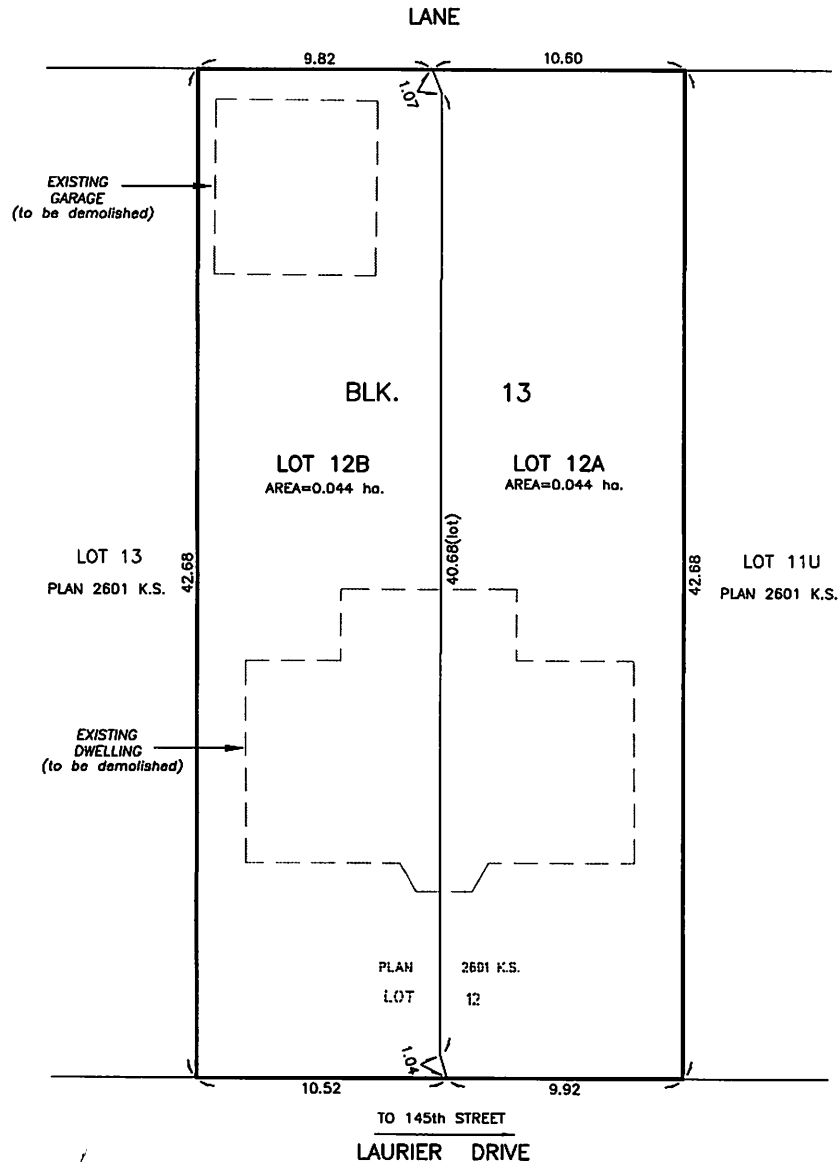 LANE
9.82
10.60
1.07
EXISTING
GARAGE
(to be demolished)
BLK. 13
LOT 12B
AREA=0.044 ha.
LOT 12A
AREA=0.044 ha.
LOT 13
PLAN 2601 K.S.
42.68
40.68(lot)
42.68
LOT 11U
PLAN 2601 K.S.
EXISTING
DWELLING
(to be demolished)
PLAN 2601 K.S.
LOT 12
1.04
10.52
9.92
TO 145th STREET
LAURIER DRIVE